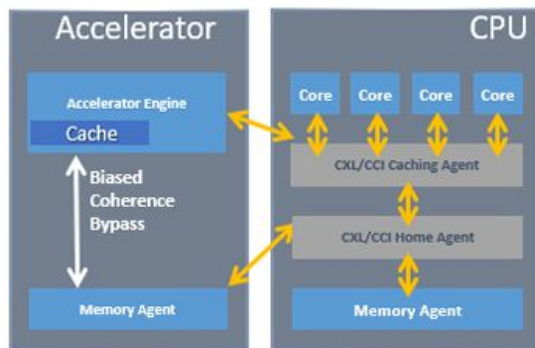 Accelerator
Accelerator Engine
Cache
Biased
Coherence
Bypass
Memory Agent
CPU
Core
Core
Core
Core
CXL/CCI Caching Agent
CXL/CCI Home Agent
Memory Agent